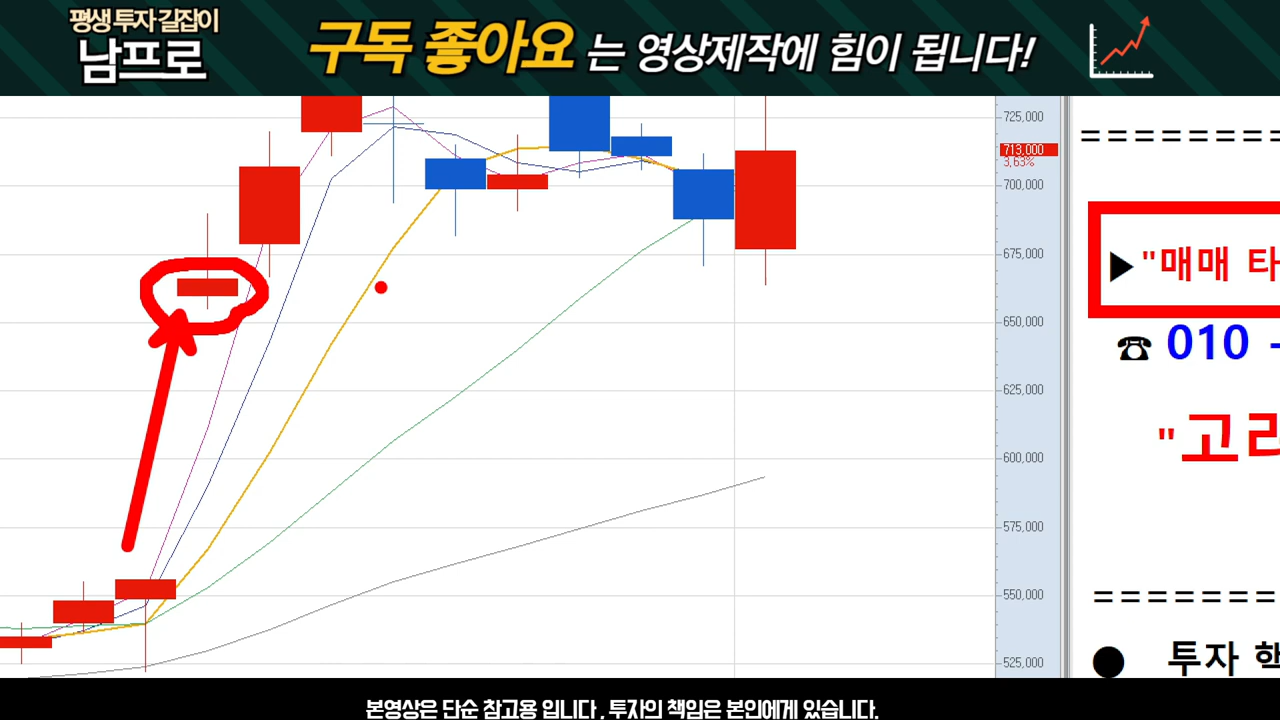 평생 투자 길잡이
남프로
구독 좋아요 는 영상제작에 힘이 됩니다!
725,000
713,000
3,63%
700,000
675,000
650,000
625,000
600,000
575,000
550,000
525,000
========
▶"매매 타
☎ 010 -
"고리
=======
● 투자 핵
본영상은 단순 참고용 입니다 , 투자의 책임은 본인에게 있습니다.